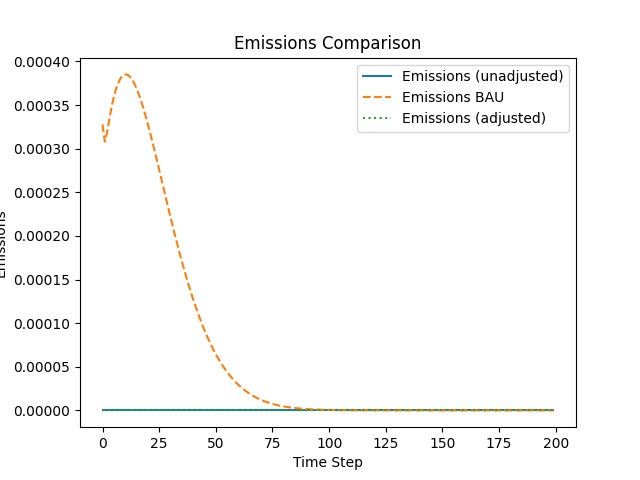 Emissions Comparison
Emissions (unadjusted)
Emissions BAU
Emissions (adjusted)
0.00040
0.00035
0.00030
0.00025
0.00020
0.00015
0.00010
0.00005
0.00000
Emissions
0 25 50 75 100 125 150 175 200
Time Step